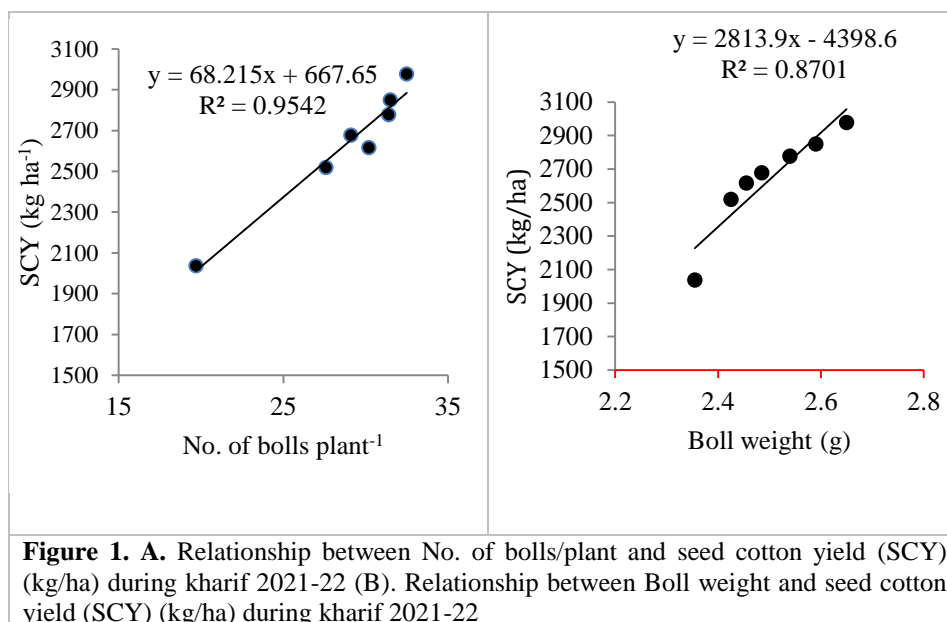 y = 68.215x + 667.65
R² = 0.9542
3100
2900
2700
2500
2300
2100
1900
1700
1500
SCY (kg ha⁻¹)
15 25 35
No. of bolls plant⁻¹
y = 2813.9x - 4398.6
R² = 0.8701
3100
2900
2700
2500
2300
2100
1900
1700
1500
SCY (kg/ha)
2.2 2.4 2.6 2.8
Boll weight (g)
Figure 1. A. Relationship between No. of bolls/plant and seed cotton yield (SCY)
(kg/ha) during kharif 2021-22 (B). Relationship between Boll weight and seed cotton
yield (SCY) (kg/ha) during kharif 2021-22